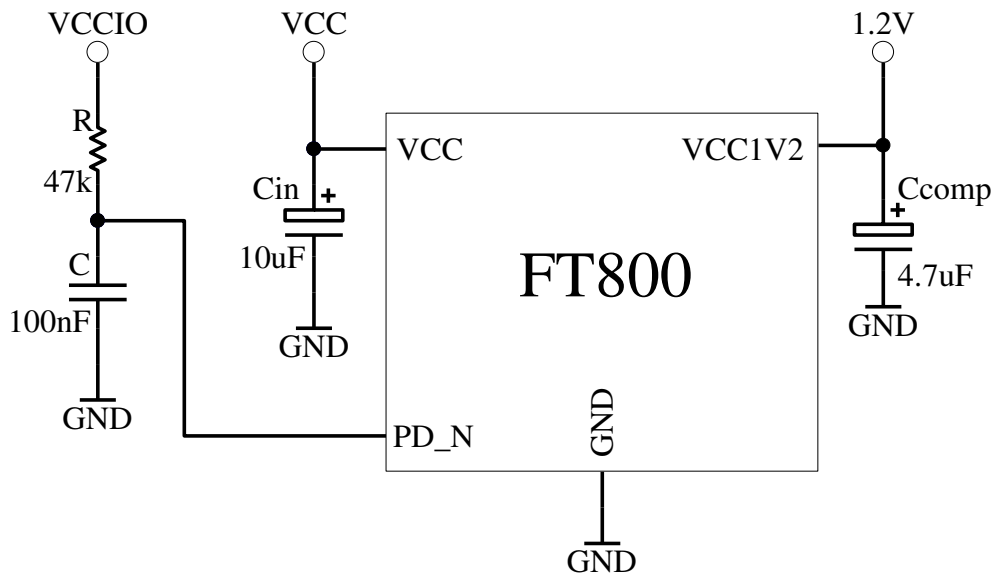 VCCIO
VCC
1.2V
R
47k
VCC
VCC1V2
Cin
+
10uF
Ccomp
+
4.7uF
C
100nF
FT800
GND
GND
GND
PD_N
GND
GND